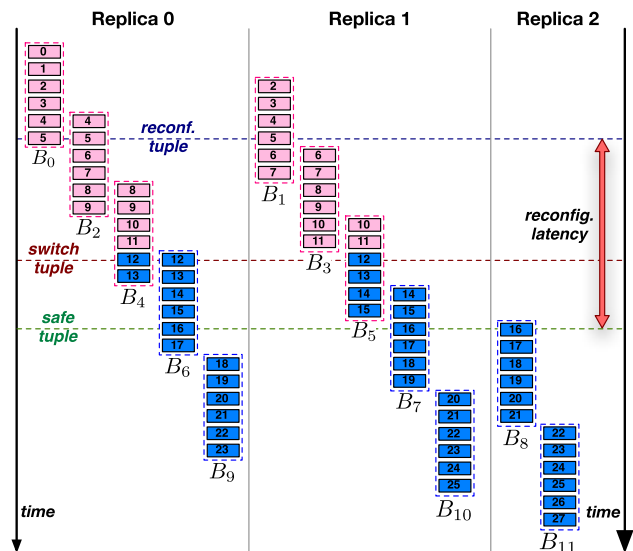 Replica 0
Replica 1
Replica 2
0
1
2
3
4
5
B0
4
5
6
7
8
9
B2
8
9
10
11
12
13
B4
12
13
14
15
16
17
B6
18
19
20
21
22
23
B9
2
3
4
5
6
7
B1
6
7
8
9
10
11
B3
10
11
12
13
14
15
B5
14
15
16
17
18
19
B7
20
21
22
23
24
25
B10
16
17
18
19
20
21
B8
22
23
24
25
26
27
B11
reconf.
tuple
switch
tuple
safe
tuple
reconfig.
latency
time
time